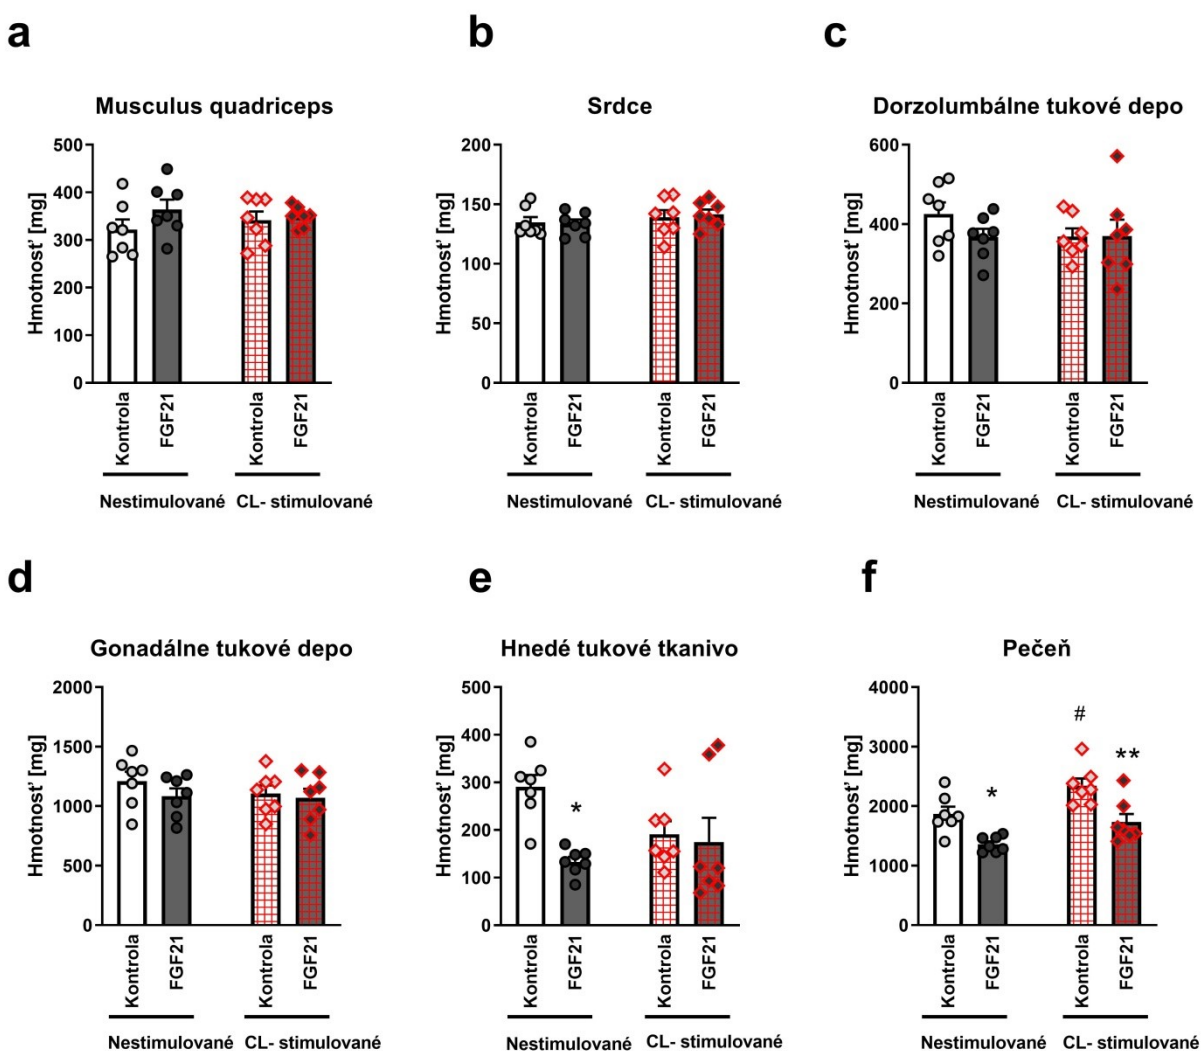 a
Musculus quadriceps
Hmotnosť [mg]
500
400
300
200
100
0
Kontrola
FGF21
Kontrola
FGF21
Nestimulované
CL- stimulované
b
Srdce
Hmotnosť [mg]
200
150
100
50
0
Kontrola
FGF21
Kontrola
FGF21
Nestimulované
CL- stimulované
c
Dorzolumbálne tukové depo
Hmotnosť [mg]
600
400
200
0
Kontrola
FGF21
Kontrola
FGF21
Nestimulované
CL- stimulované
d
Gonadálne tukové depo
Hmotnosť [mg]
2000
1500
1000
500
0
Kontrola
FGF21
Kontrola
FGF21
Nestimulované
CL- stimulované
e
Hnedé tukové tkanivo
Hmotnosť [mg]
500
400
300
200
100
0
*
Kontrola
FGF21
Kontrola
FGF21
Nestimulované
CL- stimulované
f
Pečeň
Hmotnosť [mg]
4000
3000
2000
1000
0
*
#
**
Kontrola
FGF21
Kontrola
FGF21
Nestimulované
CL- stimulované